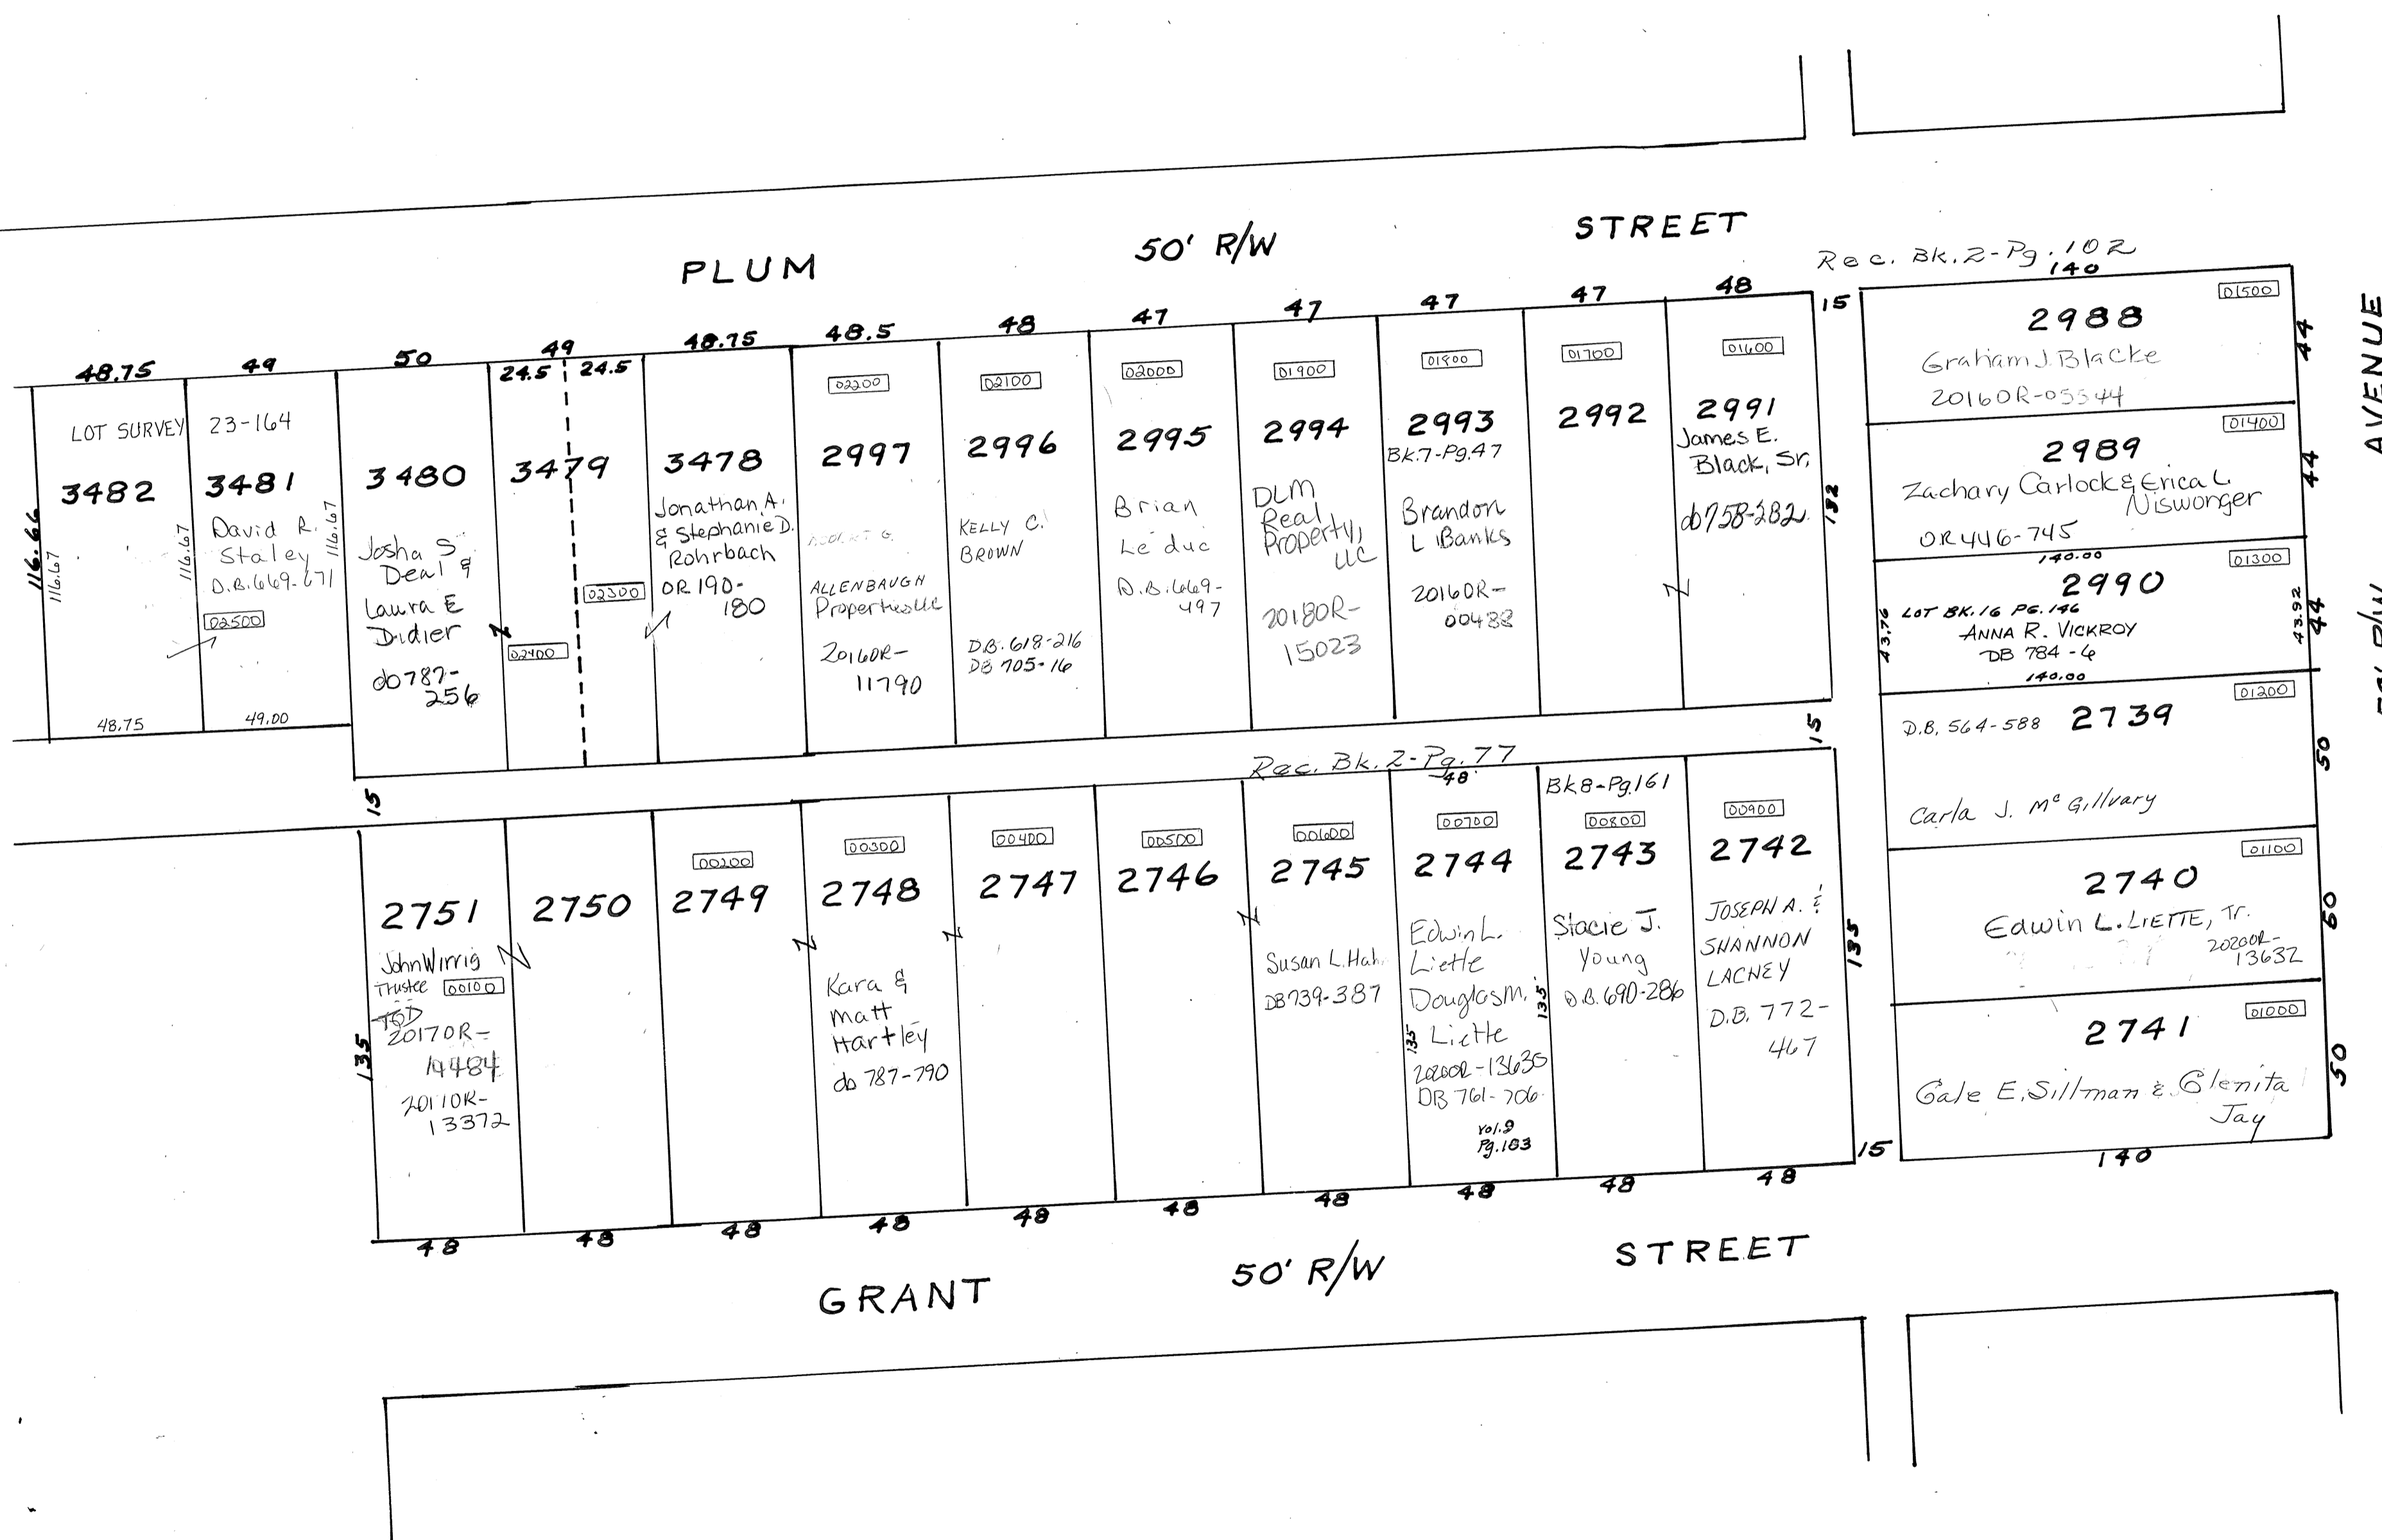 PLUM 50' R/W STREET
Rec. Bk. 2-Pg. 102
AVENUE
48.75
LOT SURVEY 23-164
3482
116.66
116.67
116.67
48.75
49
3481
David R.
Staley
D.B. 669-671
02500
116.67
49.00
50
3480
Josha S.
Deal &
Laura E
Didier
db787-
256
49
24.5 24.5
3479
02300
02400
48.75
3478
Jonathan A.
& Stephanie D.
Rohrbach
OR 190-
180
48.5
02200
2997
ALLENBAUGH
Properties LLC
2016OR-
11790
48
02100
2996
KELLY C.
BROWN
D.B. 618-216
DB 705-16
47
02000
2995
Brian
Le duc
D.B. 669-
497
47
01900
2994
DLM
Real
Property,
LLC
2018OR-
15023
47
01800
2993
Bk.7-Pg.47
Brandon
L Banks
2016OR-
00488
47
01700
2992
48
01600
2991
James E.
Black, Sr.
db758-282
132
15
140
01500
2988
Graham J. Blacke
2016OR-05544
44
01400
2989
Zachary Carlock & Erica L
Niswonger
OR446-745
44
140.00
01300
2990
LOT BK.16 PG.146
ANNA R. VICKROY
DB 784-6
43.76
43.92
44
140.00
01200
D.B. 564-588 2739
Carla J. McGillvary
50
01100
2740
Edwin L. LIETTE, Tr.
2020OR-
13632
50
01000
2741
Gale E. Sillman & Glenita
Jay
50
140
15
15
15
Rec. Bk. 2-Pg. 77
2751
John Wirrig
Trustee 00100
TOD
2017OR-
14484
2011OR-
13372
135
48
2750
48
00200
2749
48
00300
2748
Kara &
Matt
Hartley
db 787-790
48
00400
2747
48
00500
2746
48
00600
2745
Susan L. Hah
DB739-387
48
48
00700
2744
Edwin L.
Liette
Douglas M.
Liette
2020OR-13630
DB 761-706
Vol.9
Pg.183
135
135
48
Bk8-Pg.161
00800
2743
Stacie J.
Young
D.B. 690-286
48
00900
2742
JOSEPH A. &
SHANNON
LACHEY
D.B. 772-
467
135
48
GRANT 50' R/W STREET